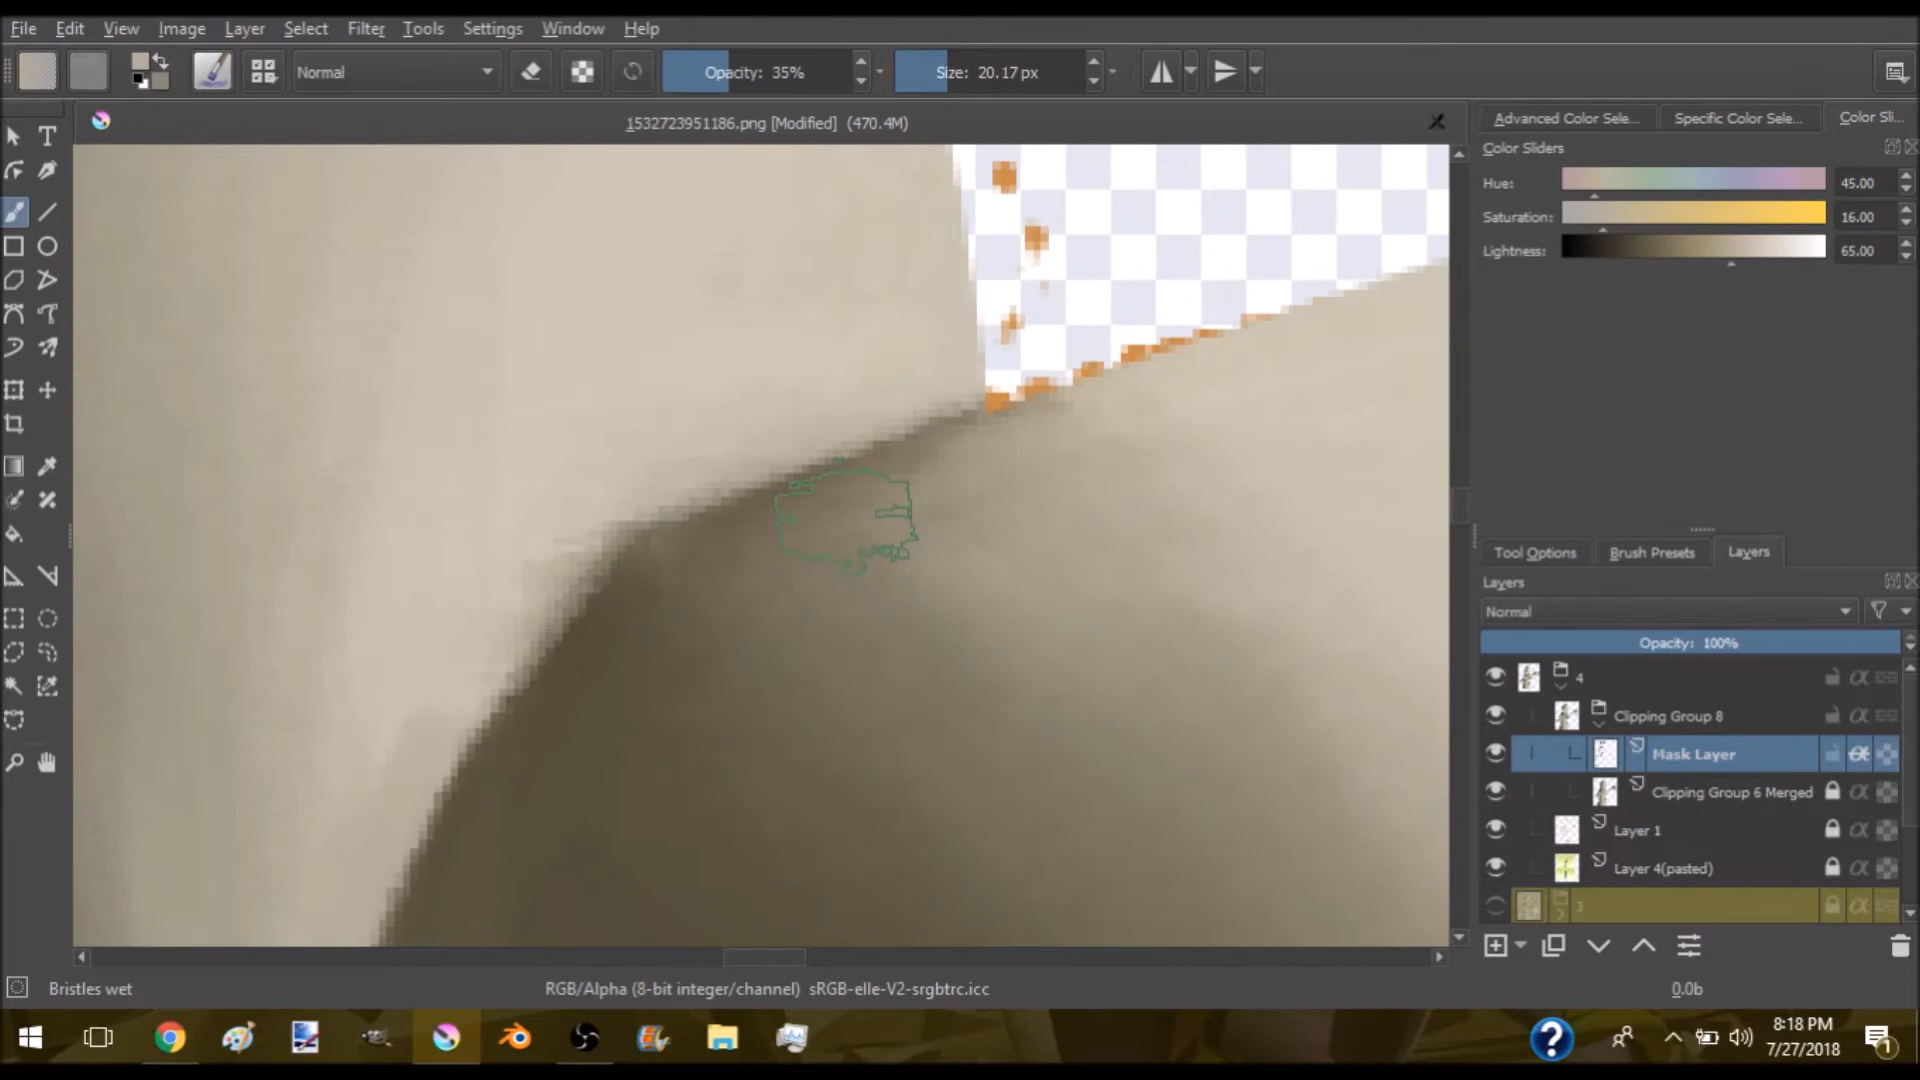 File Edit View Image Layer Select Filter Tools Settings Window Help
Normal Opacity: 35% Size: 20.17 px
1532723951186.png [Modified] (470.4M)
Advanced Color Sele... Specific Color Sele... Color Sli...
Color Sliders
Hue: 45.00
Saturation: 16.00
Lightness: 65.00
Tool Options Brush Presets Layers
Layers
Normal
Opacity: 100%
4
Clipping Group 8
Mask Layer
Clipping Group 6 Merged
Layer 1
Layer 4(pasted)
3
Bristles wet RGB/Alpha (8-bit integer/channel) sRGB-elle-V2-srgbtrc.icc 0.0b
8:18 PM
7/27/2018
1